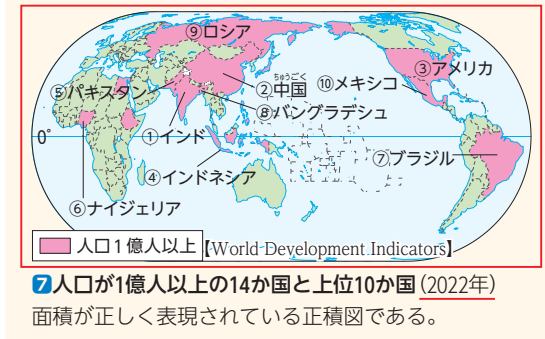 ⑨ロシア
③アメリカ
⑤パキスタン
ちゅうごく
②中国
⑩メキシコ
⑧バングラデシュ
0°
①インド
⑦ブラジル
④インドネシア
⑥ナイジェリア
人口1億人以上
【World Development Indicators】
7人口が1億人以上の14か国と上位10か国(2022年)
面積が正しく表現されている正積図である。